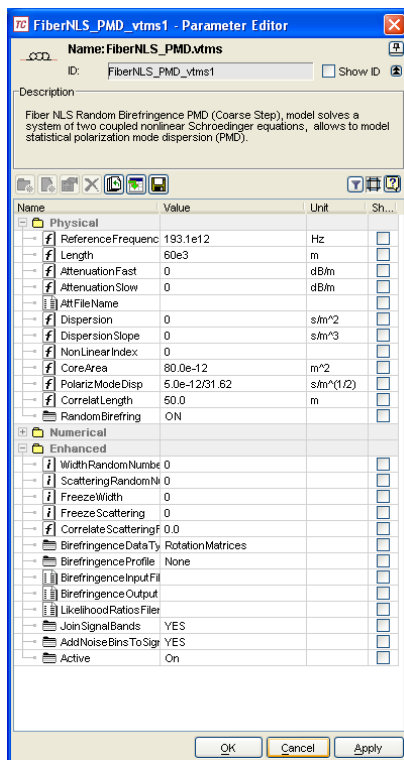 TC FiberNLS_PMD_vtms1 - Parameter Editor
Name: FiberNLS_PMD.vtms
ID: FiberNLS_PMD_vtms1 Show ID
Description
Fiber NLS Random Birefringence PMD (Coarse Step), model solves a
system of two coupled nonlinear Schroedinger equations, allows to model
statistical polarization mode dispersion (PMD).
Name Value Unit Sh...
Physical
f ReferenceFrequenc 193.1e12 Hz
f Length 60e3 m
f AttenuationFast 0 dB/m
f AttenuationSlow 0 dB/m
AttFileName
f Dispersion 0 s/m^2
f DispersionSlope 0 s/m^3
f NonLinearIndex 0
f CoreArea 80.0e-12 m^2
f PolarizModeDisp 5.0e-12/31.62 s/m^(1/2)
f CorrelatLength 50.0 m
RandomBirefring ON
Numerical
Enhanced
i WidthRandomNumbe 0
i ScatteringRandomN 0
i FreezeWidth 0
i FreezeScattering 0
f CorrelateScatteringF 0.0
BirefringenceDataTy RotationMatrices
BirefringenceProfile None
BirefringenceInputFil
BirefringenceOutput
LikelihoodRatiosFiler
JoinSignalBands YES
AddNoiseBinsToSigr YES
Active On
OK Cancel Apply